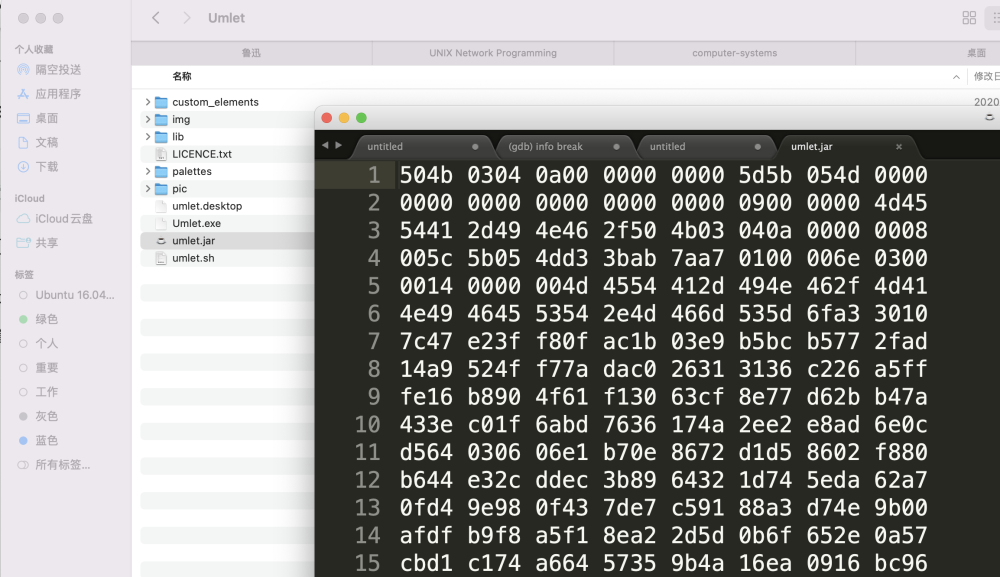 Umlet
鲁迅
UNIX Network Programming
computer-systems
桌面
名称
修改日
2020
个人收藏
隔空投送
应用程序
桌面
文稿
下载
iCloud
iCloud云盘
共享
标签
Ubuntu 16.04...
绿色
个人
重要
工作
灰色
蓝色
所有标签...
custom_elements
img
lib
LICENCE.txt
palettes
pic
umlet.desktop
Umlet.exe
umlet.jar
umlet.sh
untitled
(gdb) info break
untitled
umlet.jar
1 504b 0304 0a00 0000 0000 5d5b 054d 0000
2 0000 0000 0000 0000 0000 0900 0000 4d45
3 5441 2d49 4e46 2f50 4b03 040a 0000 0008
4 005c 5b05 4dd3 3bab 7aa7 0100 006e 0300
5 0014 0000 004d 4554 412d 494e 462f 4d41
6 4e49 4645 5354 2e4d 466d 535d 6fa3 3010
7 7c47 e23f f80f ac1b 03e9 b5bc b577 2fad
8 14a9 524f f77a dac0 2631 3136 c226 a5ff
9 fe16 b890 4f61 f130 63cf 8e77 d62b b47a
10 433e c01f 6abd 7636 174a 2ee2 e8ad 6e0c
11 d564 0306 06e1 b70e 8672 d1d5 8602 f880
12 b644 e32c ddec 3b89 6432 1d74 5eda 62a7
13 0fd4 9e98 0f43 7de7 c591 88a3 d74e 9b00
14 afdf b9f8 a5f1 8ea2 2d5d 0b6f 652e 0a57
15 cbd1 c174 a664 5735 9b4a 16ea 0916 bc96